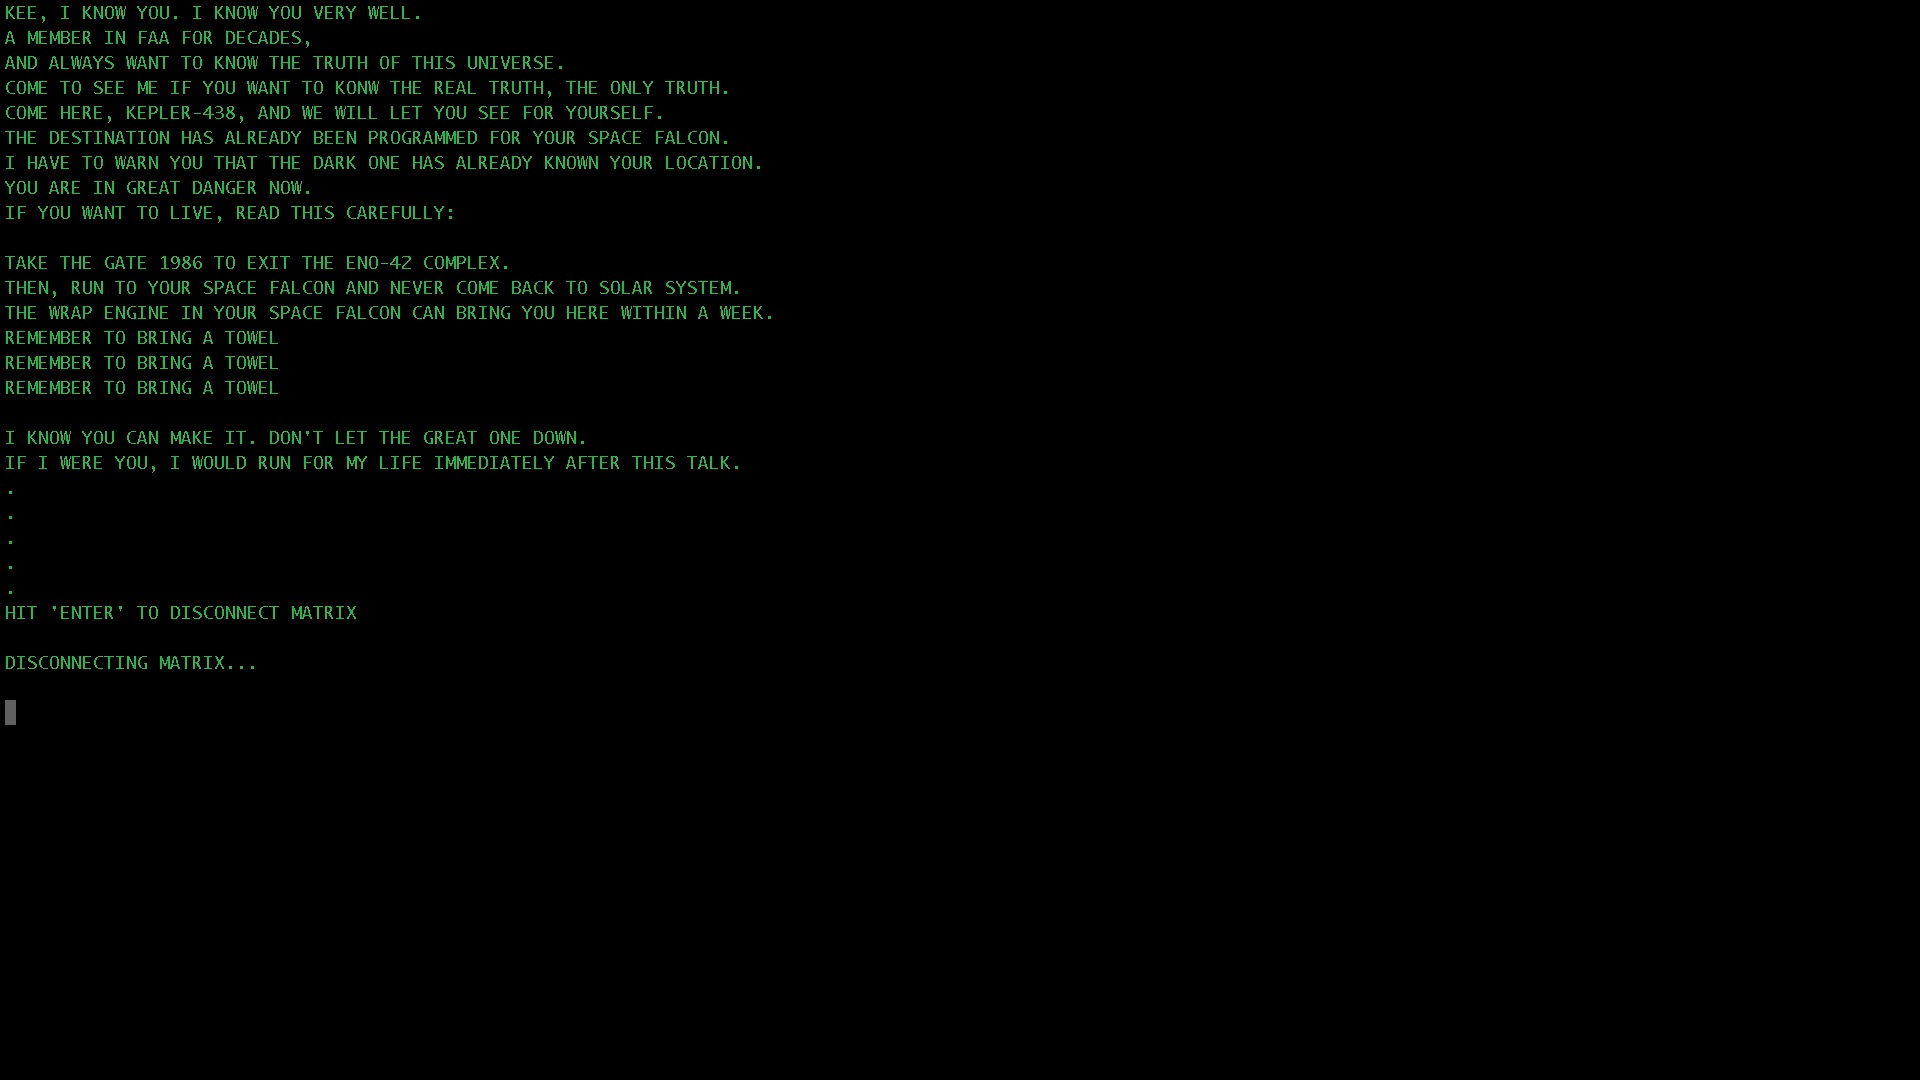 KEE, I KNOW YOU. I KNOW YOU VERY WELL.
A MEMBER IN FAA FOR DECADES,
AND ALWAYS WANT TO KNOW THE TRUTH OF THIS UNIVERSE.
COME TO SEE ME IF YOU WANT TO KONW THE REAL TRUTH, THE ONLY TRUTH.
COME HERE, KEPLER-438, AND WE WILL LET YOU SEE FOR YOURSELF.
THE DESTINATION HAS ALREADY BEEN PROGRAMMED FOR YOUR SPACE FALCON.
I HAVE TO WARN YOU THAT THE DARK ONE HAS ALREADY KNOWN YOUR LOCATION.
YOU ARE IN GREAT DANGER NOW.
IF YOU WANT TO LIVE, READ THIS CAREFULLY:
TAKE THE GATE 1986 TO EXIT THE ENO-42 COMPLEX.
THEN, RUN TO YOUR SPACE FALCON AND NEVER COME BACK TO SOLAR SYSTEM.
THE WRAP ENGINE IN YOUR SPACE FALCON CAN BRING YOU HERE WITHIN A WEEK.
REMEMBER TO BRING A TOWEL
REMEMBER TO BRING A TOWEL
REMEMBER TO BRING A TOWEL
I KNOW YOU CAN MAKE IT. DON'T LET THE GREAT ONE DOWN.
IF I WERE YOU, I WOULD RUN FOR MY LIFE IMMEDIATELY AFTER THIS TALK.
.
.
.
.
.
HIT 'ENTER' TO DISCONNECT MATRIX
DISCONNECTING MATRIX...